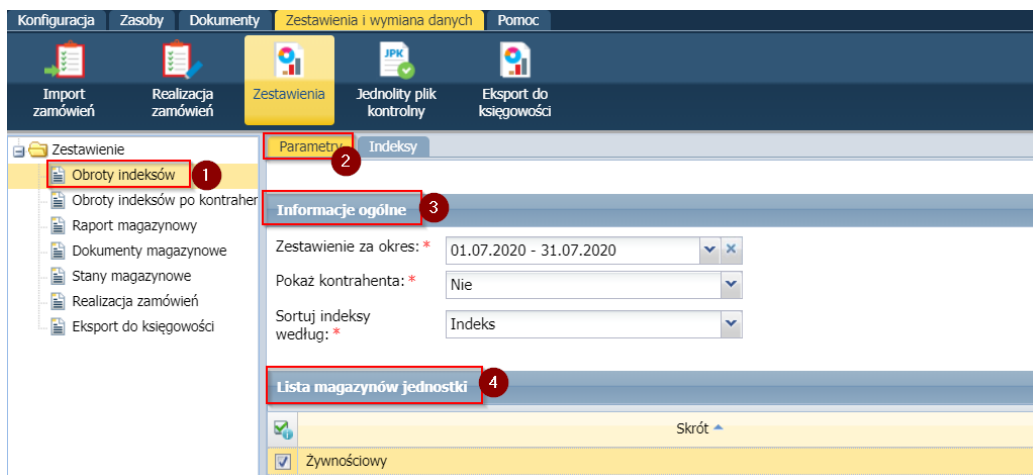 Konfiguracja Zasoby Dokumenty Zestawienia i wymiana danych Pomoc
JPK
Import zamówień
Realizacja zamówień
Zestawienia
Jednolity plik kontrolny
Eksport do księgowości
Zestawienie
Obroty indeksów 1
Obroty indeksów po kontraher
Raport magazynowy
Dokumenty magazynowe
Stany magazynowe
Realizacja zamówień
Eksport do księgowości
Parametry 2 Indeksy
Informacje ogólne 3
Zestawienie za okres: * 01.07.2020 - 31.07.2020
Pokaż kontrahenta: * Nie
Sortuj indeksy
według: * Indeks
Lista magazynów jednostki 4
Skrót
Żywnościowy